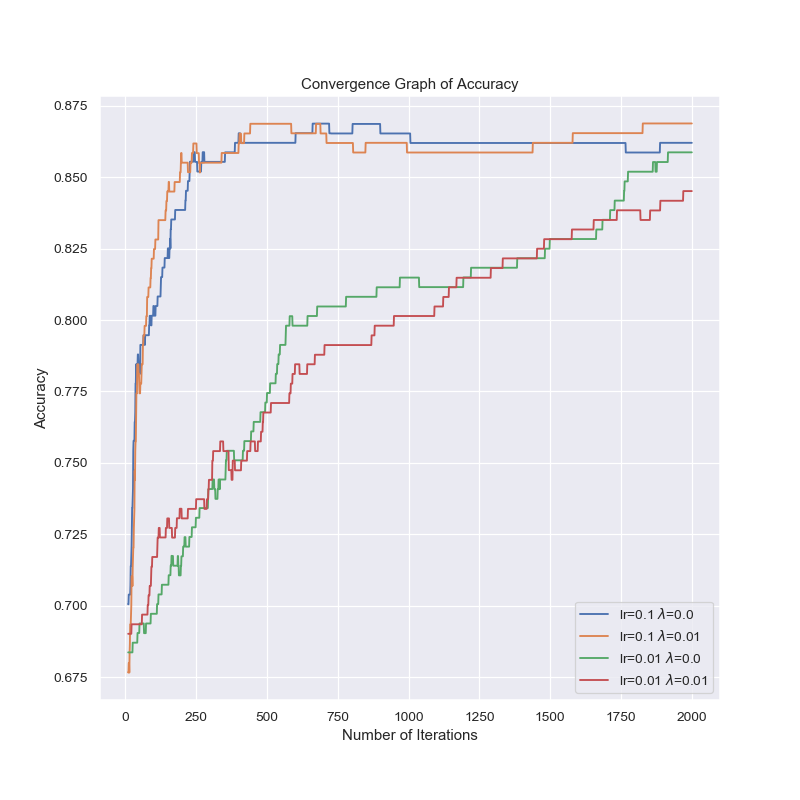 Convergence Graph of Accuracy
Accuracy
0.875
0.850
0.825
0.800
0.775
0.750
0.725
0.700
0.675
0
250
500
750
1000
1250
1500
1750
2000
Number of Iterations
lr=0.1 λ=0.0
lr=0.1 λ=0.01
lr=0.01 λ=0.0
lr=0.01 λ=0.01